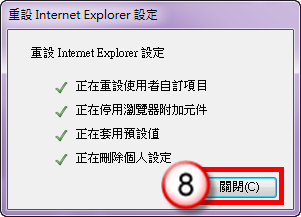 重設 Internet Explorer 設定
重設 Internet Explorer 設定
正在重設使用者自訂項目
正在停用瀏覽器附加元件
正在套用預設值
正在刪除個人設定
8
關閉(C)